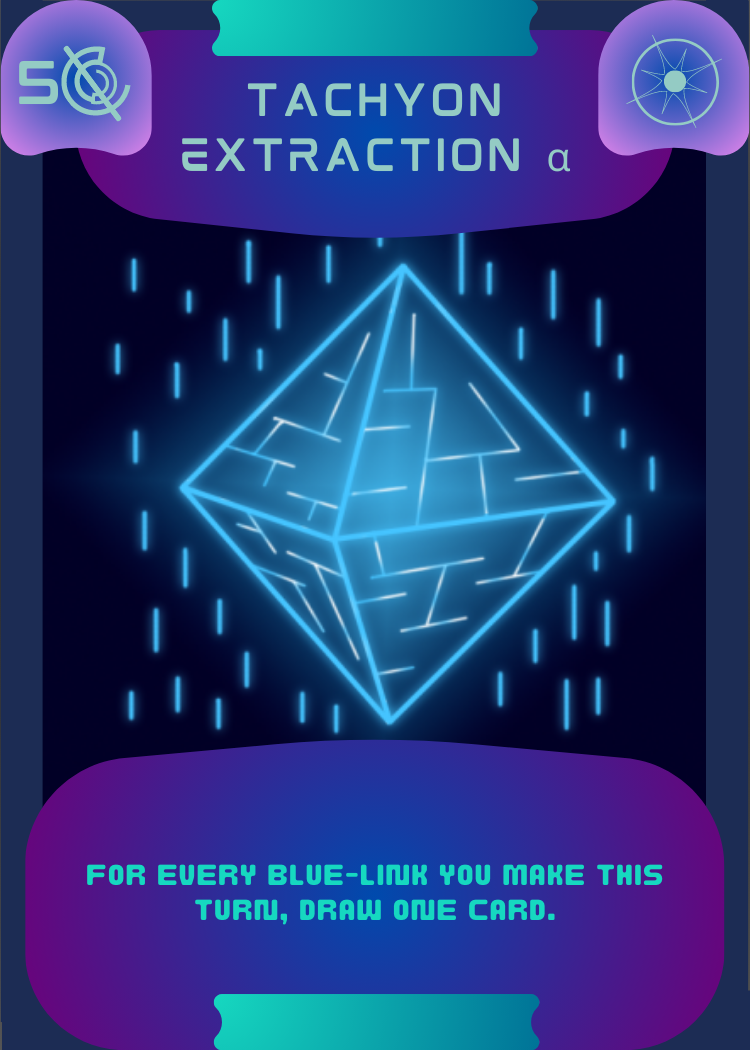 5
TACHYON
EXTRACTION α
FOR EVERY BLUE-LINK YOU MAKE THIS
TURN, DRAW ONE CARD.